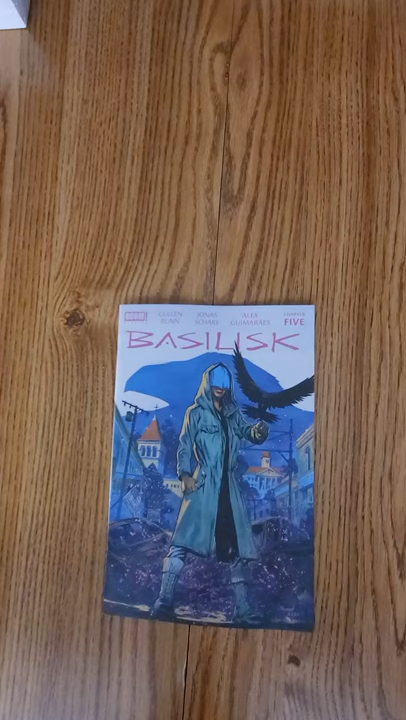 BOOM!
CULLEN BUNN
JONAS SCHARF
ALEX GUIMARÃES
CHAPTER FIVE
BASILISK